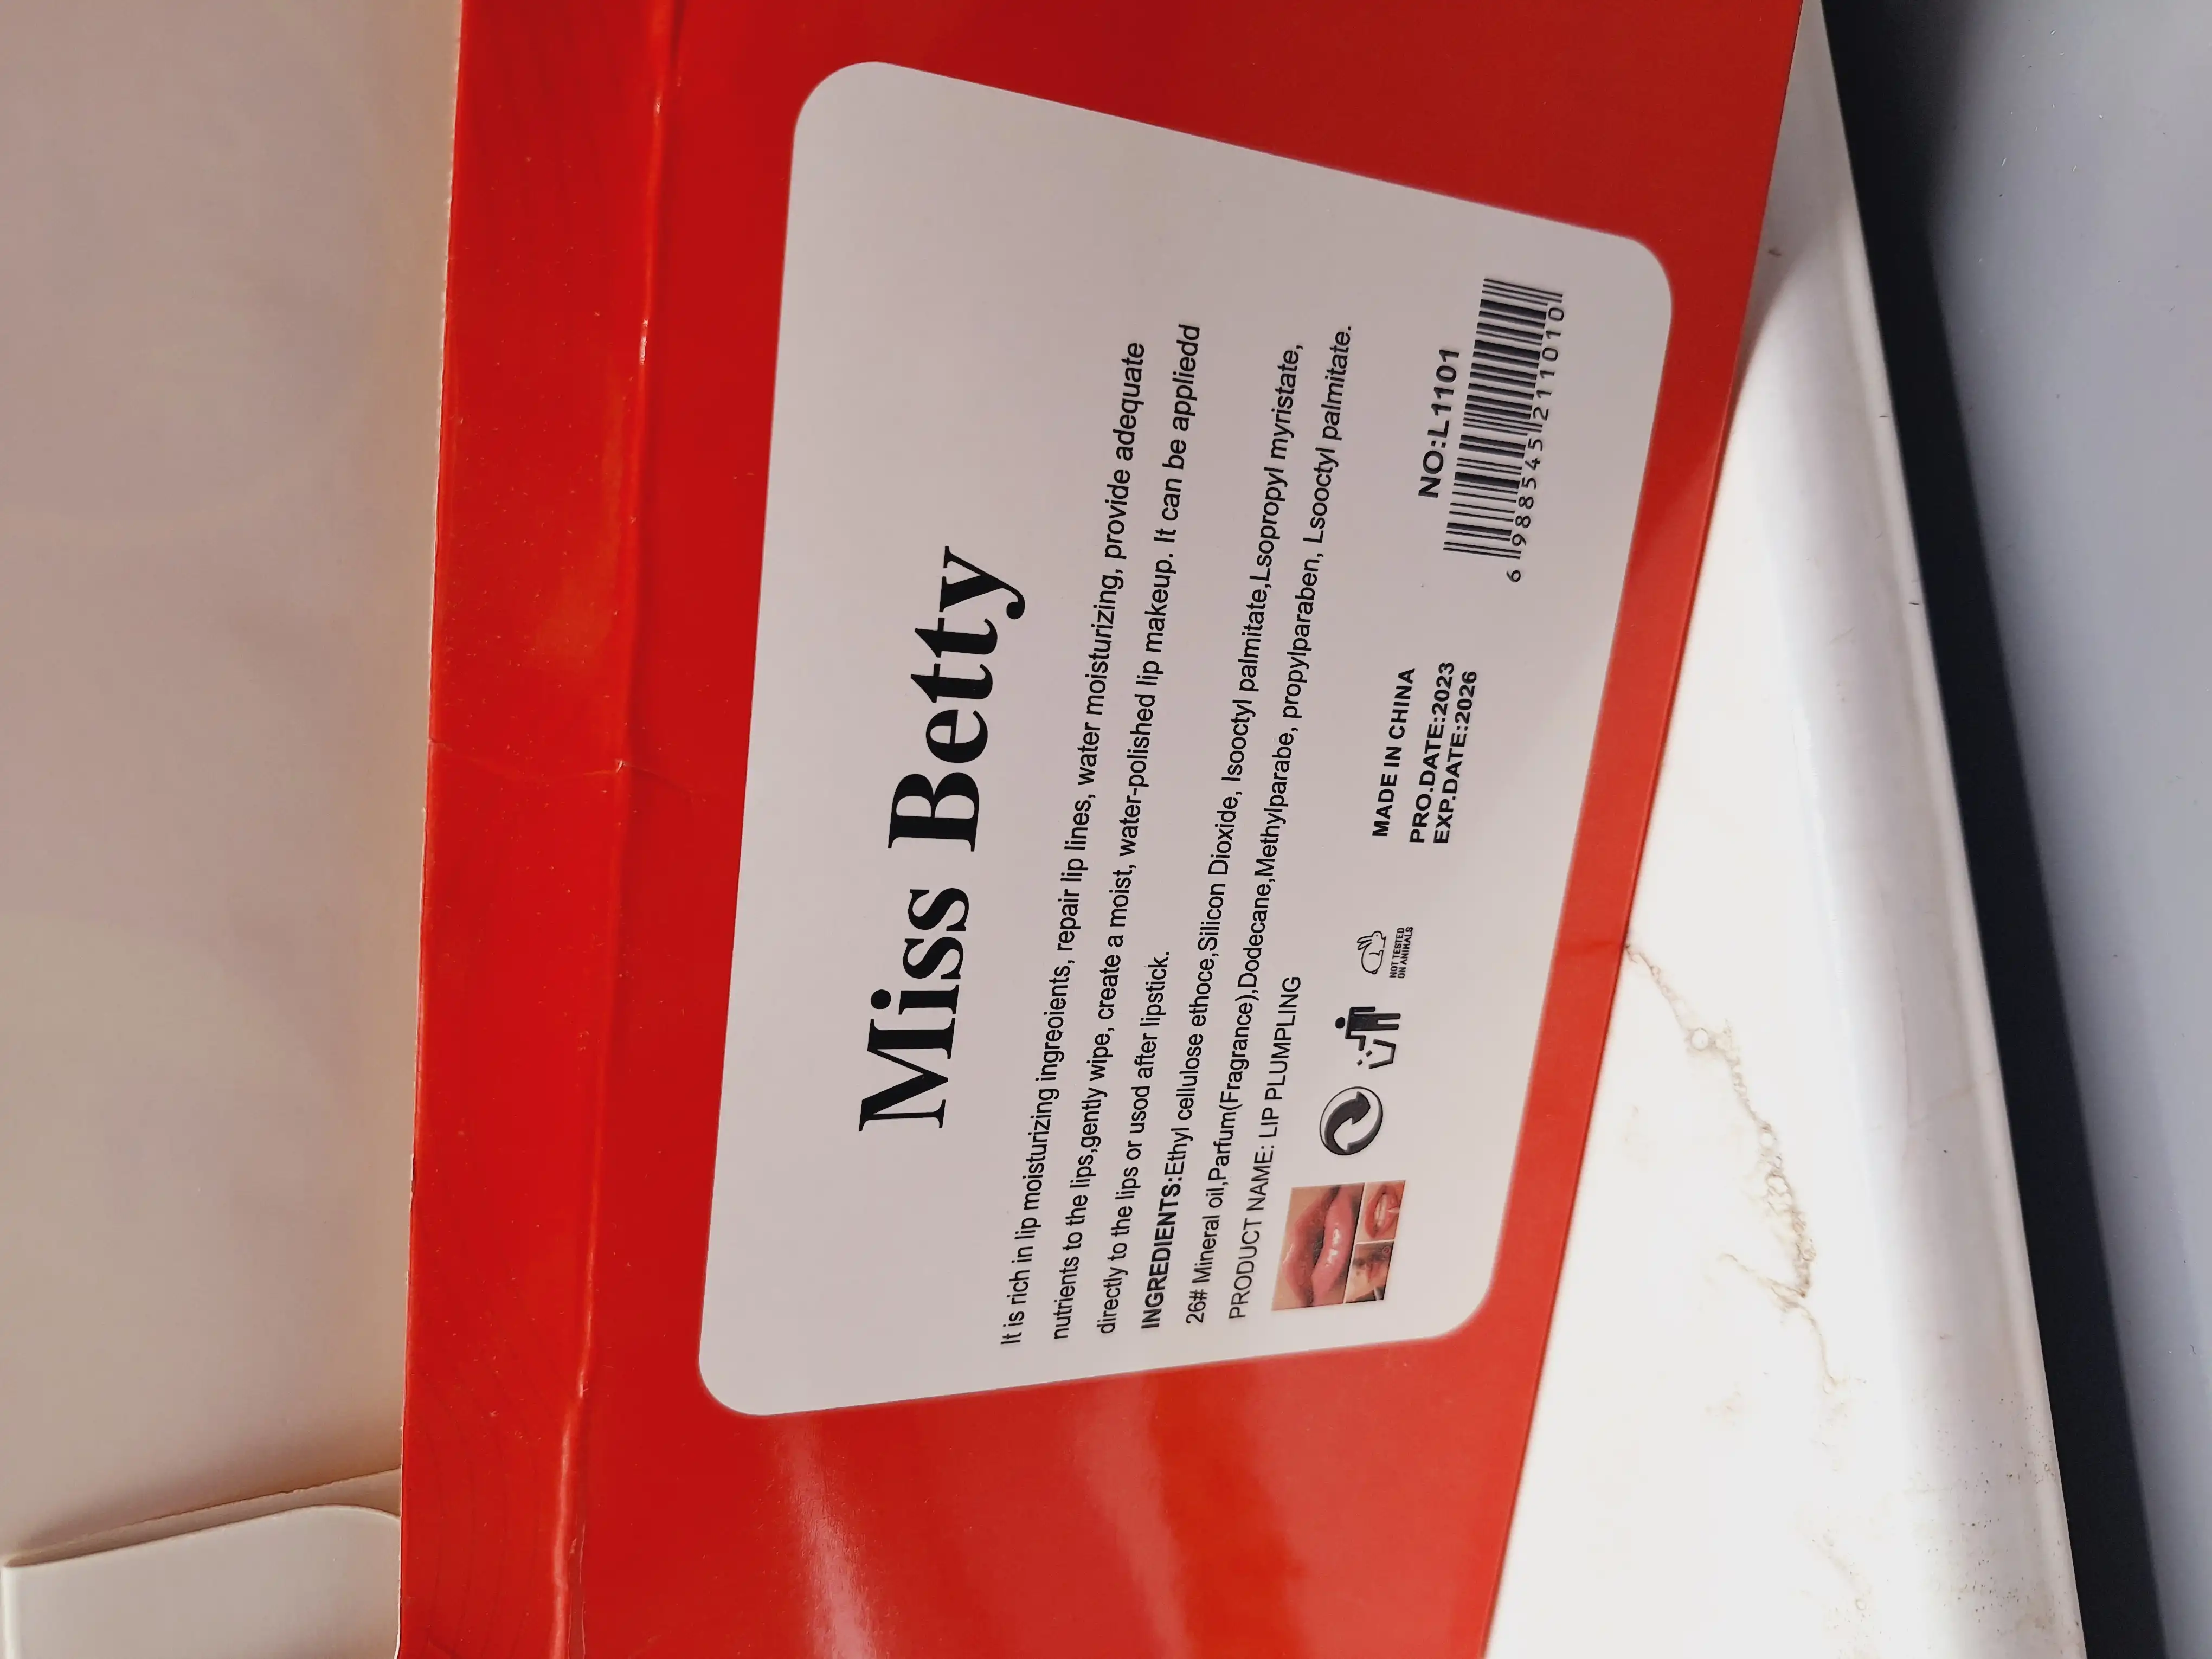 Miss Betty
It is rich in lip moisturizing ingreoients, repair lip lines, water moisturizing, provide adequate
nutrients to the lips,gently wipe, create a moist, water-polished lip makeup. It can be appliedd
directly to the lips or usod after lipstick.
INGREDIENTS:Ethyl cellulose ethoce,Silicon Dioxide, Isooctyl palmitate,Lsopropyl myristate,
26# Mineral oil,Parfum(Fragrance),Dodecane,Methylparabe, propylparaben, Lsooctyl palmitate.
PRODUCT NAME: LIP PLUMPLING
NOT TESTED
ON ANIMALS
MADE IN CHINA
PRO.DATE:2023
EXP.DATE:2026
NO:L1101
6 988545 211010